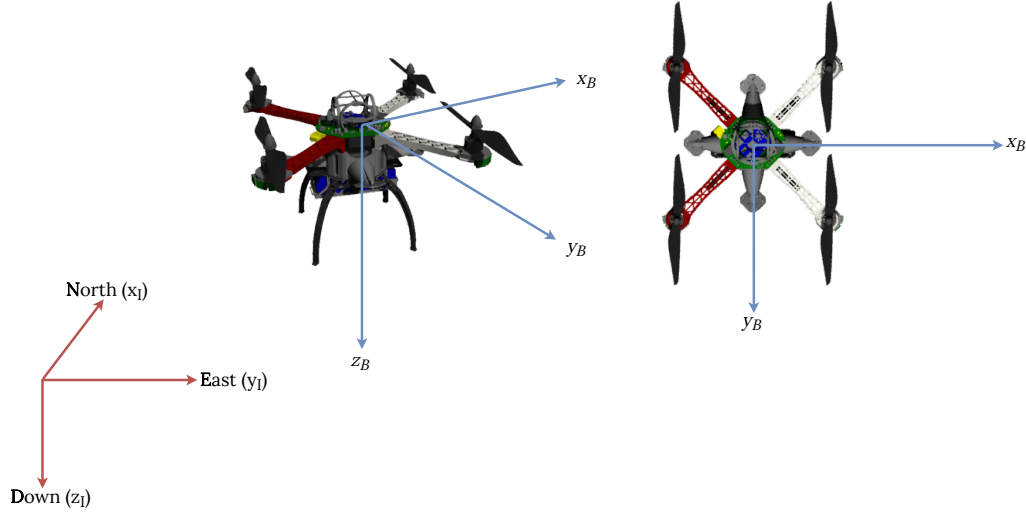 x_B
x_B
y_B
North (x_I)
y_B
z_B
East (y_I)
Down (z_I)